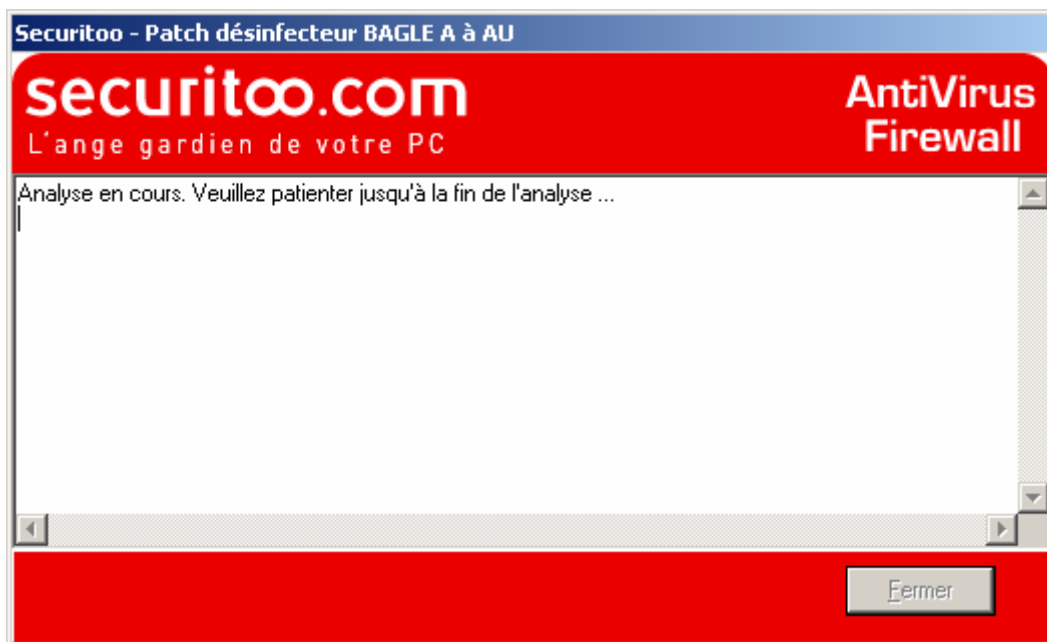 Securitoo - Patch désinfecteur BAGLE A à AU
securitoo.com
L'ange gardien de votre PC
AntiVirus
Firewall
Analyse en cours. Veuillez patienter jusqu'à la fin de l'analyse ...
Fermer